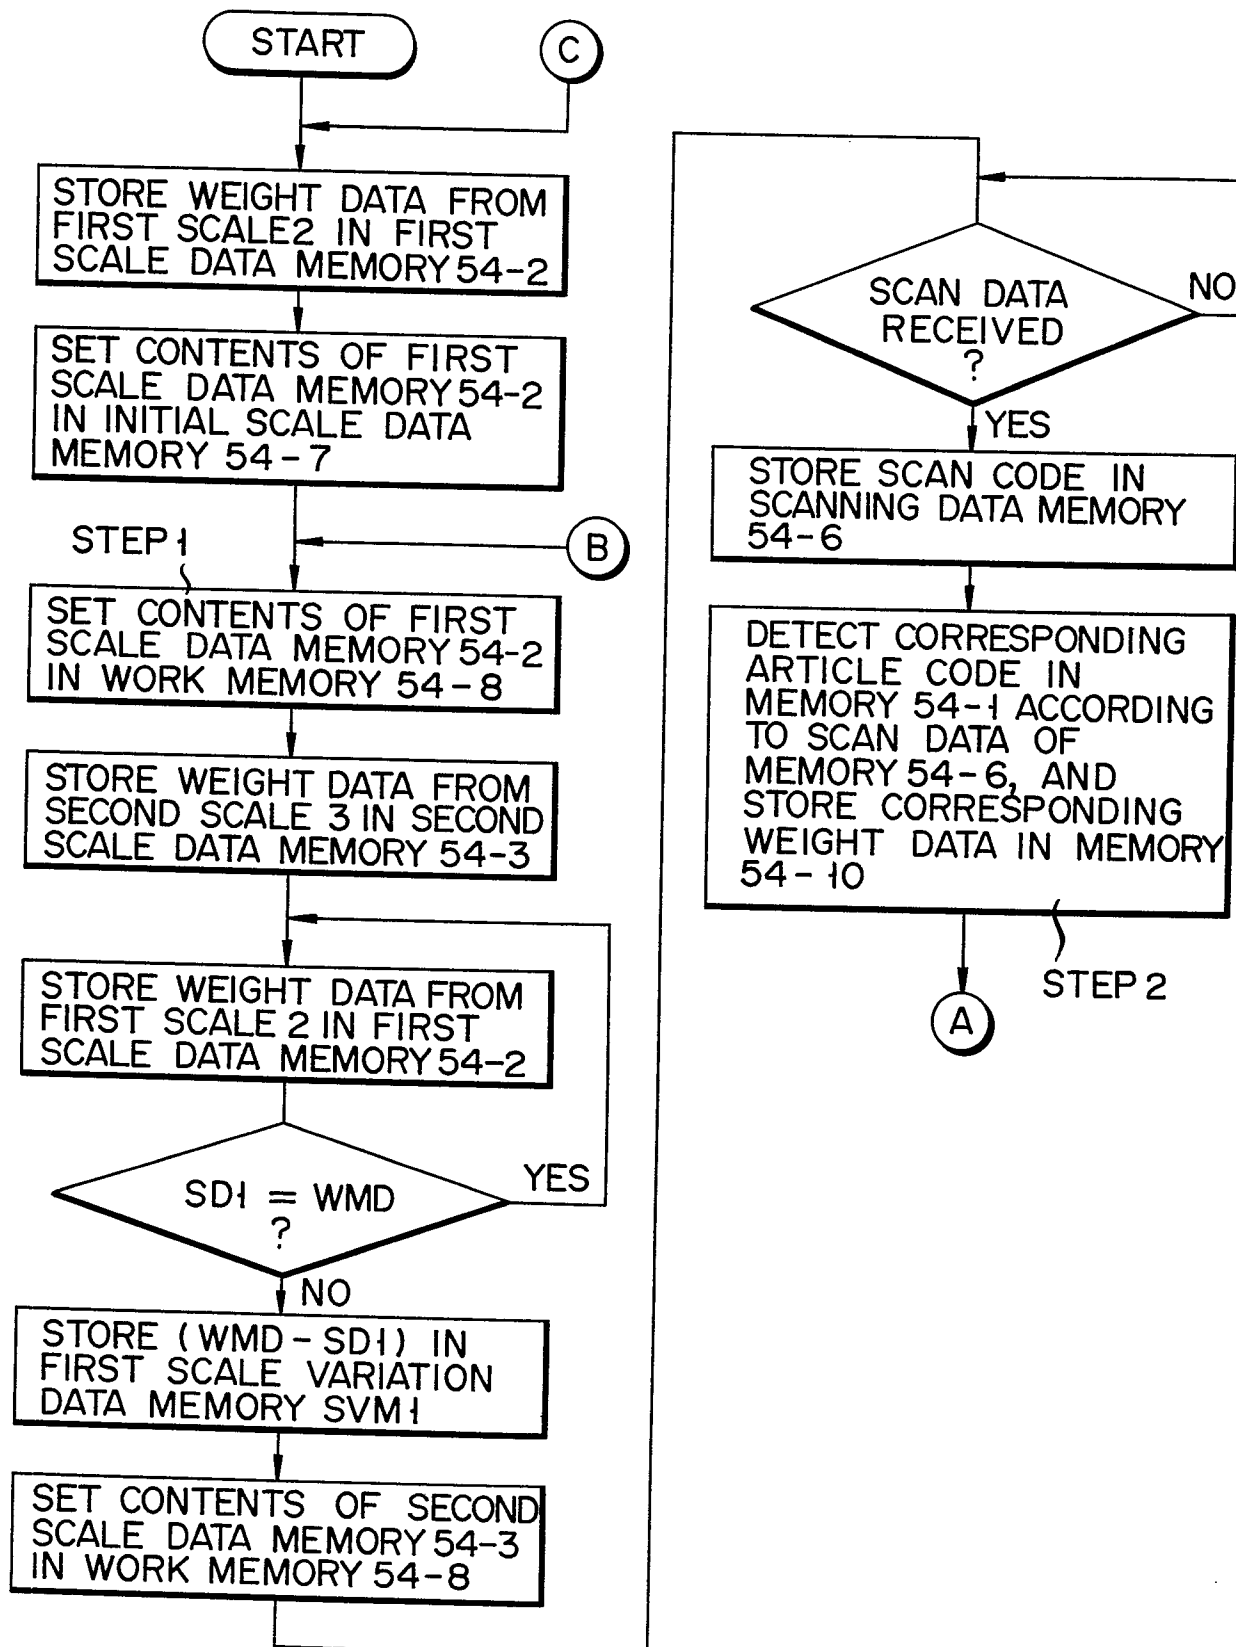 START
C
STORE WEIGHT DATA FROM
FIRST SCALE2 IN FIRST
SCALE DATA MEMORY 54-2
SET CONTENTS OF FIRST
SCALE DATA MEMORY 54-2
IN INITIAL SCALE DATA
MEMORY 54-7
STEP 1
B
SET CONTENTS OF FIRST
SCALE DATA MEMORY 54-2
IN WORK MEMORY 54-8
STORE WEIGHT DATA FROM
SECOND SCALE 3 IN SECOND
SCALE DATA MEMORY 54-3
STORE WEIGHT DATA FROM
FIRST SCALE 2 IN FIRST
SCALE DATA MEMORY 54-2
SD1 = WMD
?
YES
NO
STORE (WMD-SD1) IN
FIRST SCALE VARIATION
DATA MEMORY SVM1
SET CONTENTS OF SECOND
SCALE DATA MEMORY 54-3
IN WORK MEMORY 54-8
SCAN DATA
RECEIVED
?
NO
YES
STORE SCAN CODE IN
SCANNING DATA MEMORY
54-6
DETECT CORRESPONDING
ARTICLE CODE IN
MEMORY 54-1 ACCORDING
TO SCAN DATA OF
MEMORY 54-6, AND
STORE CORRESPONDING
WEIGHT DATA IN MEMORY
54-10
STEP 2
A